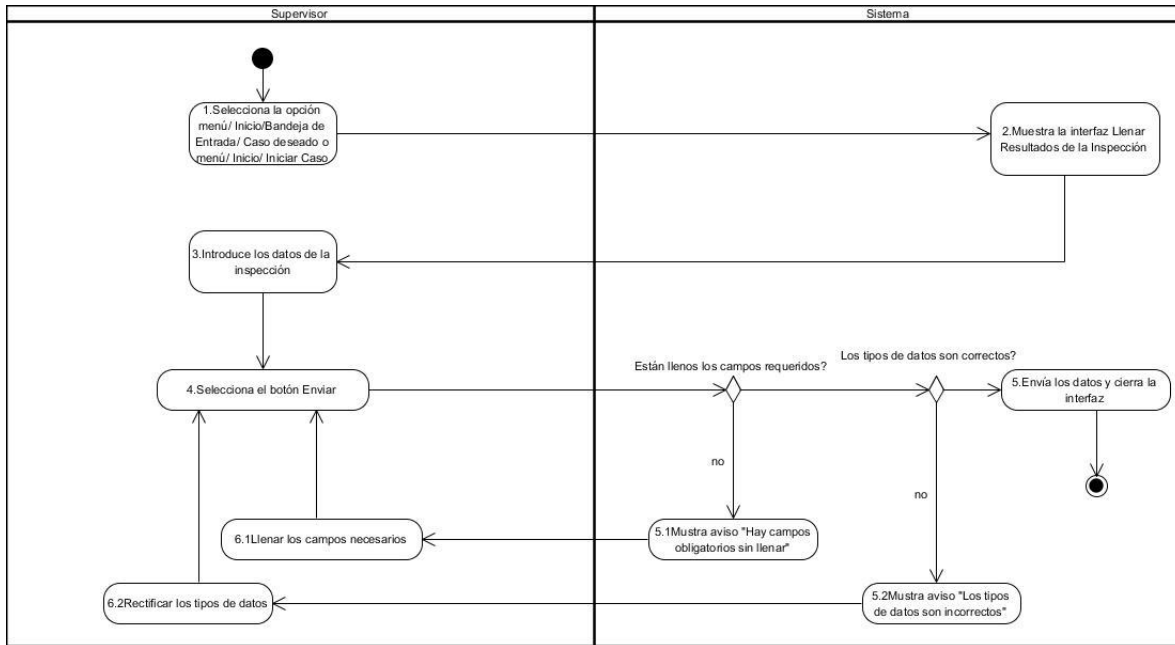 Supervisor
Sistema
1.Selecciona la opción
menú/ Inicio/Bandeja de
Entrada/ Caso deseado o
menú/ Inicio/ Iniciar Caso
2.Muestra la interfaz Llenar
Resultados de la Inspección
3.Introduce los datos de la
inspección
Están llenos los campos requeridos?
Los tipos de datos son correctos?
4.Selecciona el botón Enviar
5.Envía los datos y cierra la
interfaz
no
no
6.1Llenar los campos necesarios
5.1Mustra aviso "Hay campos
obligatorios sin llenar"
6.2Rectificar los tipos de datos
5.2Mustra aviso "Los tipos
de datos son incorrectos"